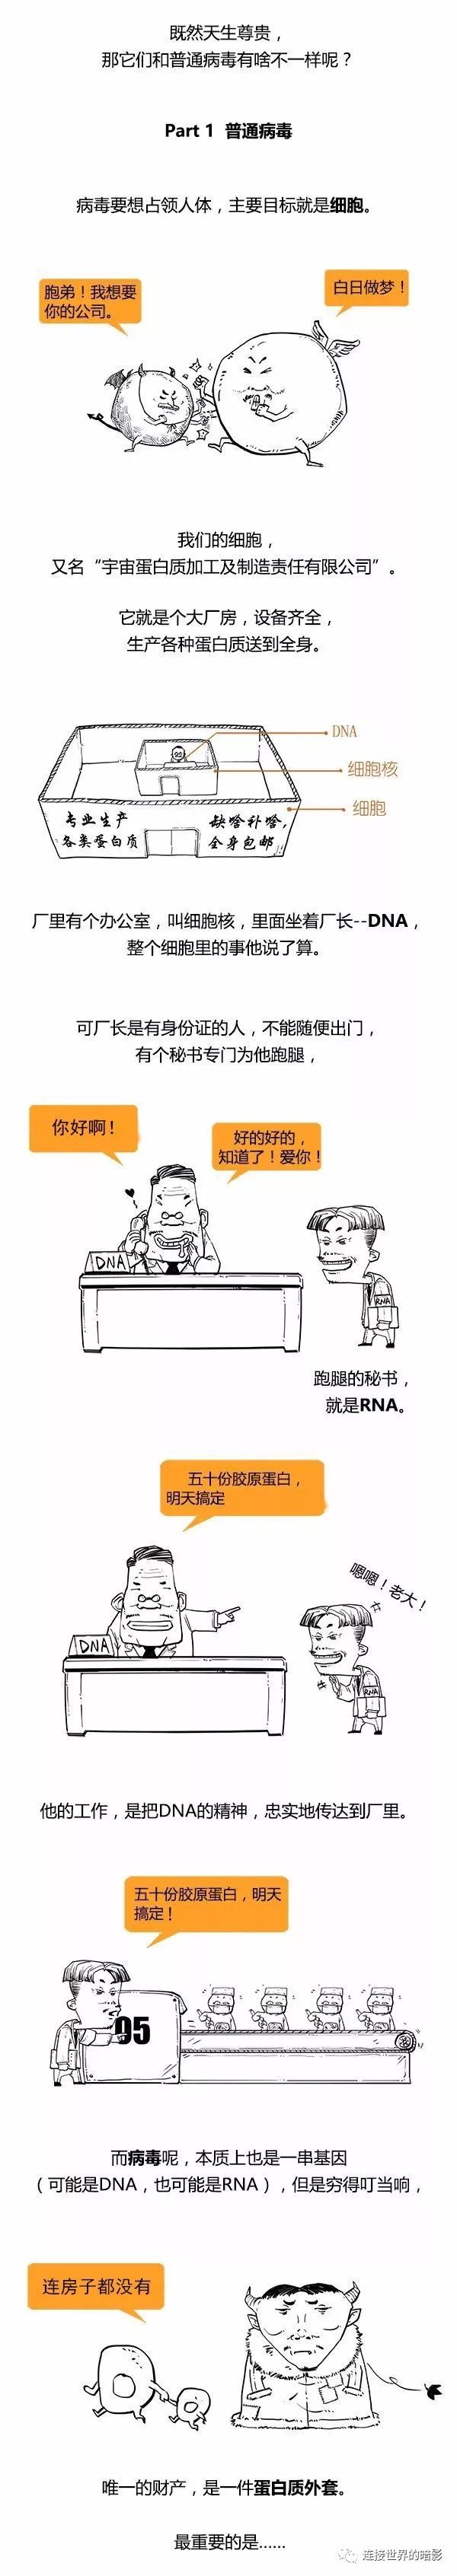 既然天生尊贵，
那它们和普通病毒有啥不一样呢？
Part 1 普通病毒
病毒要想占领人体，主要目标就是细胞。
胞弟！我想要
你的公司。
白日做梦！
我们的细胞，
又名“宇宙蛋白质加工及制造责任有限公司”。
它就是个大厂房，设备齐全，
生产各种蛋白质送到全身。
DNA
细胞核
细胞
专业生产
各类蛋白质
缺啥补啥，
全身包邮
厂里有个办公室，叫细胞核，里面坐着厂长--DNA，
整个细胞里的事他说了算。
可厂长是有身份证的人，不能随便出门，
有个秘书专门为他跑腿，
你好啊！
好的好的，
知道了！爱你！
DNA
RNA
跑腿的秘书，
就是RNA。
五十份胶原蛋白，
明天搞定
嗯嗯！老大！
DNA
RNA
他的工作，是把DNA的精神，忠实地传达到厂里。
五十份胶原蛋白，明天
搞定！
05
而病毒呢，本质上也是一串基因
（可能是DNA，也可能是RNA），但是穷得叮当响，
连房子都没有
唯一的财产，是一件蛋白质外套。
最重要的是……
连接世界的暗影